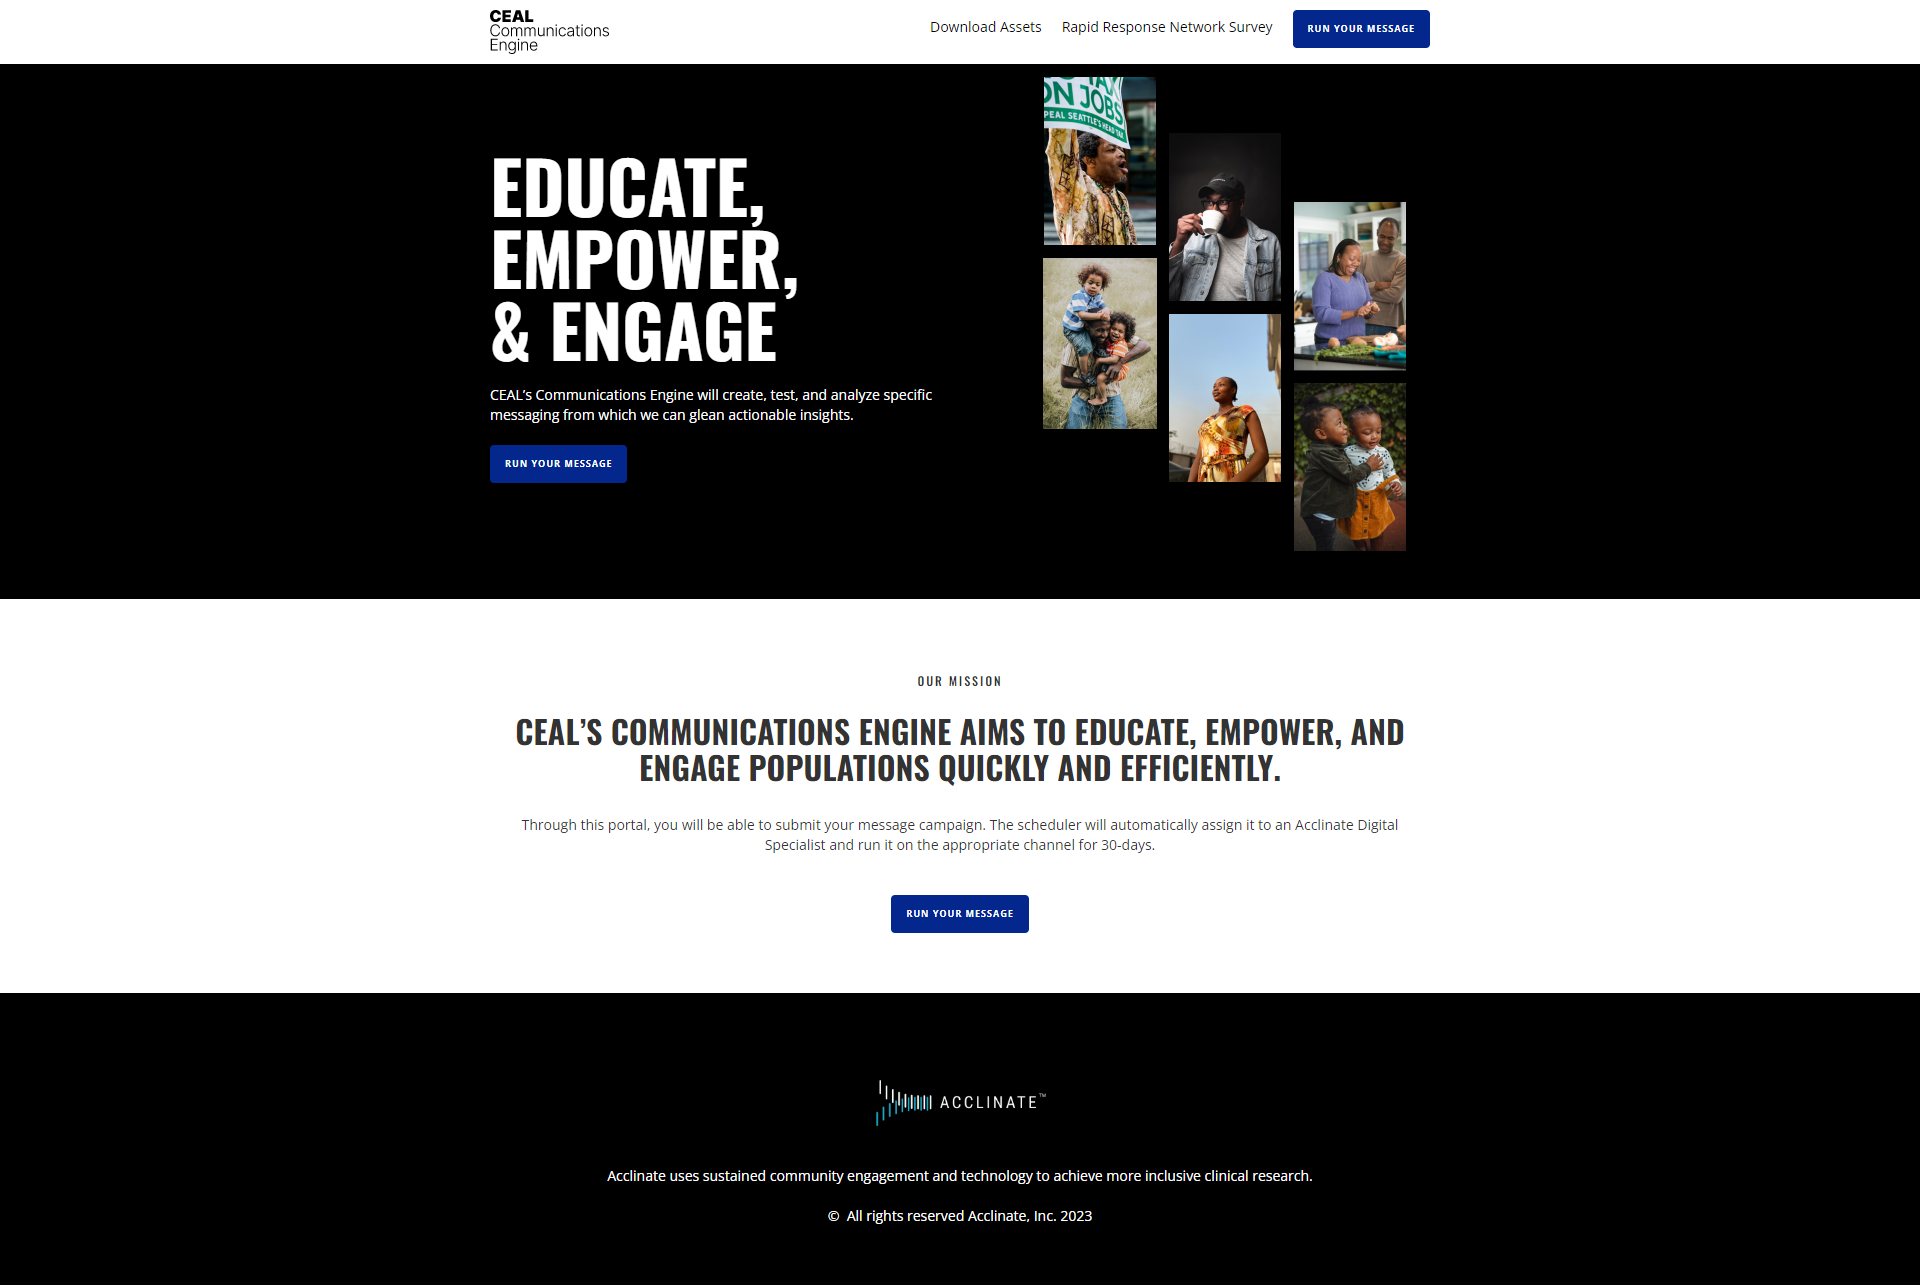 CEAL
Communications
Engine
Download Assets
Rapid Response Network Survey
RUN YOUR MESSAGE
ON JOBS
PEAL SEATTLE'S HEAD TAX
EDUCATE,
EMPOWER,
& ENGAGE
CEAL’s Communications Engine will create, test, and analyze specific
messaging from which we can glean actionable insights.
RUN YOUR MESSAGE
OUR MISSION
CEAL’S COMMUNICATIONS ENGINE AIMS TO EDUCATE, EMPOWER, AND
ENGAGE POPULATIONS QUICKLY AND EFFICIENTLY.
Through this portal, you will be able to submit your message campaign. The scheduler will automatically assign it to an Acclinate Digital
Specialist and run it on the appropriate channel for 30-days.
RUN YOUR MESSAGE
ACCLINATE™
Acclinate uses sustained community engagement and technology to achieve more inclusive clinical research.
© All rights reserved Acclinate, Inc. 2023